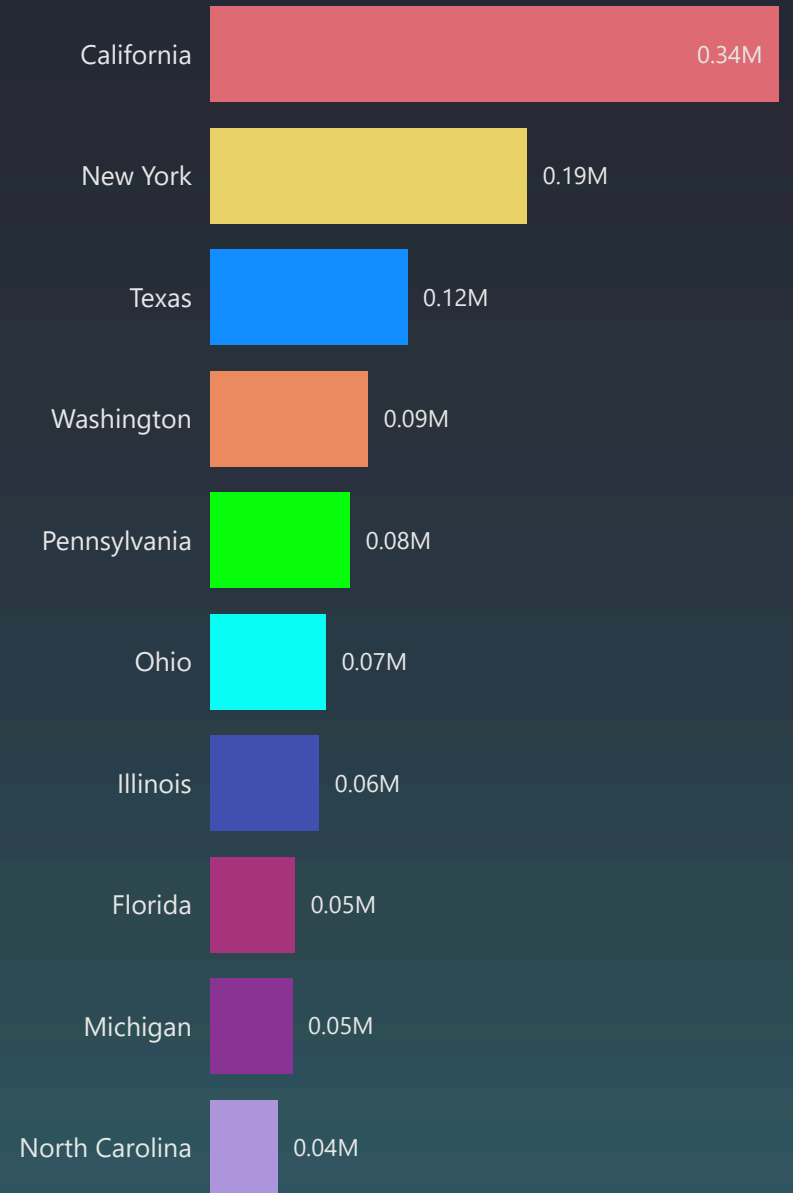 California 0.34M
New York 0.19M
Texas 0.12M
Washington 0.09M
Pennsylvania 0.08M
Ohio 0.07M
Illinois 0.06M
Florida 0.05M
Michigan 0.05M
North Carolina 0.04M